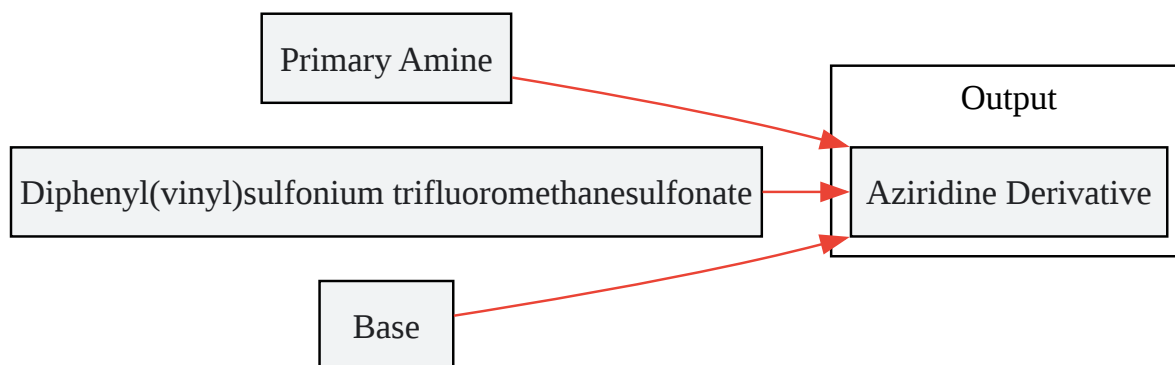 Primary Amine
Output
Diphenyl(vinyl)sulfonium trifluoromethanesulfonate
Aziridine Derivative
Base